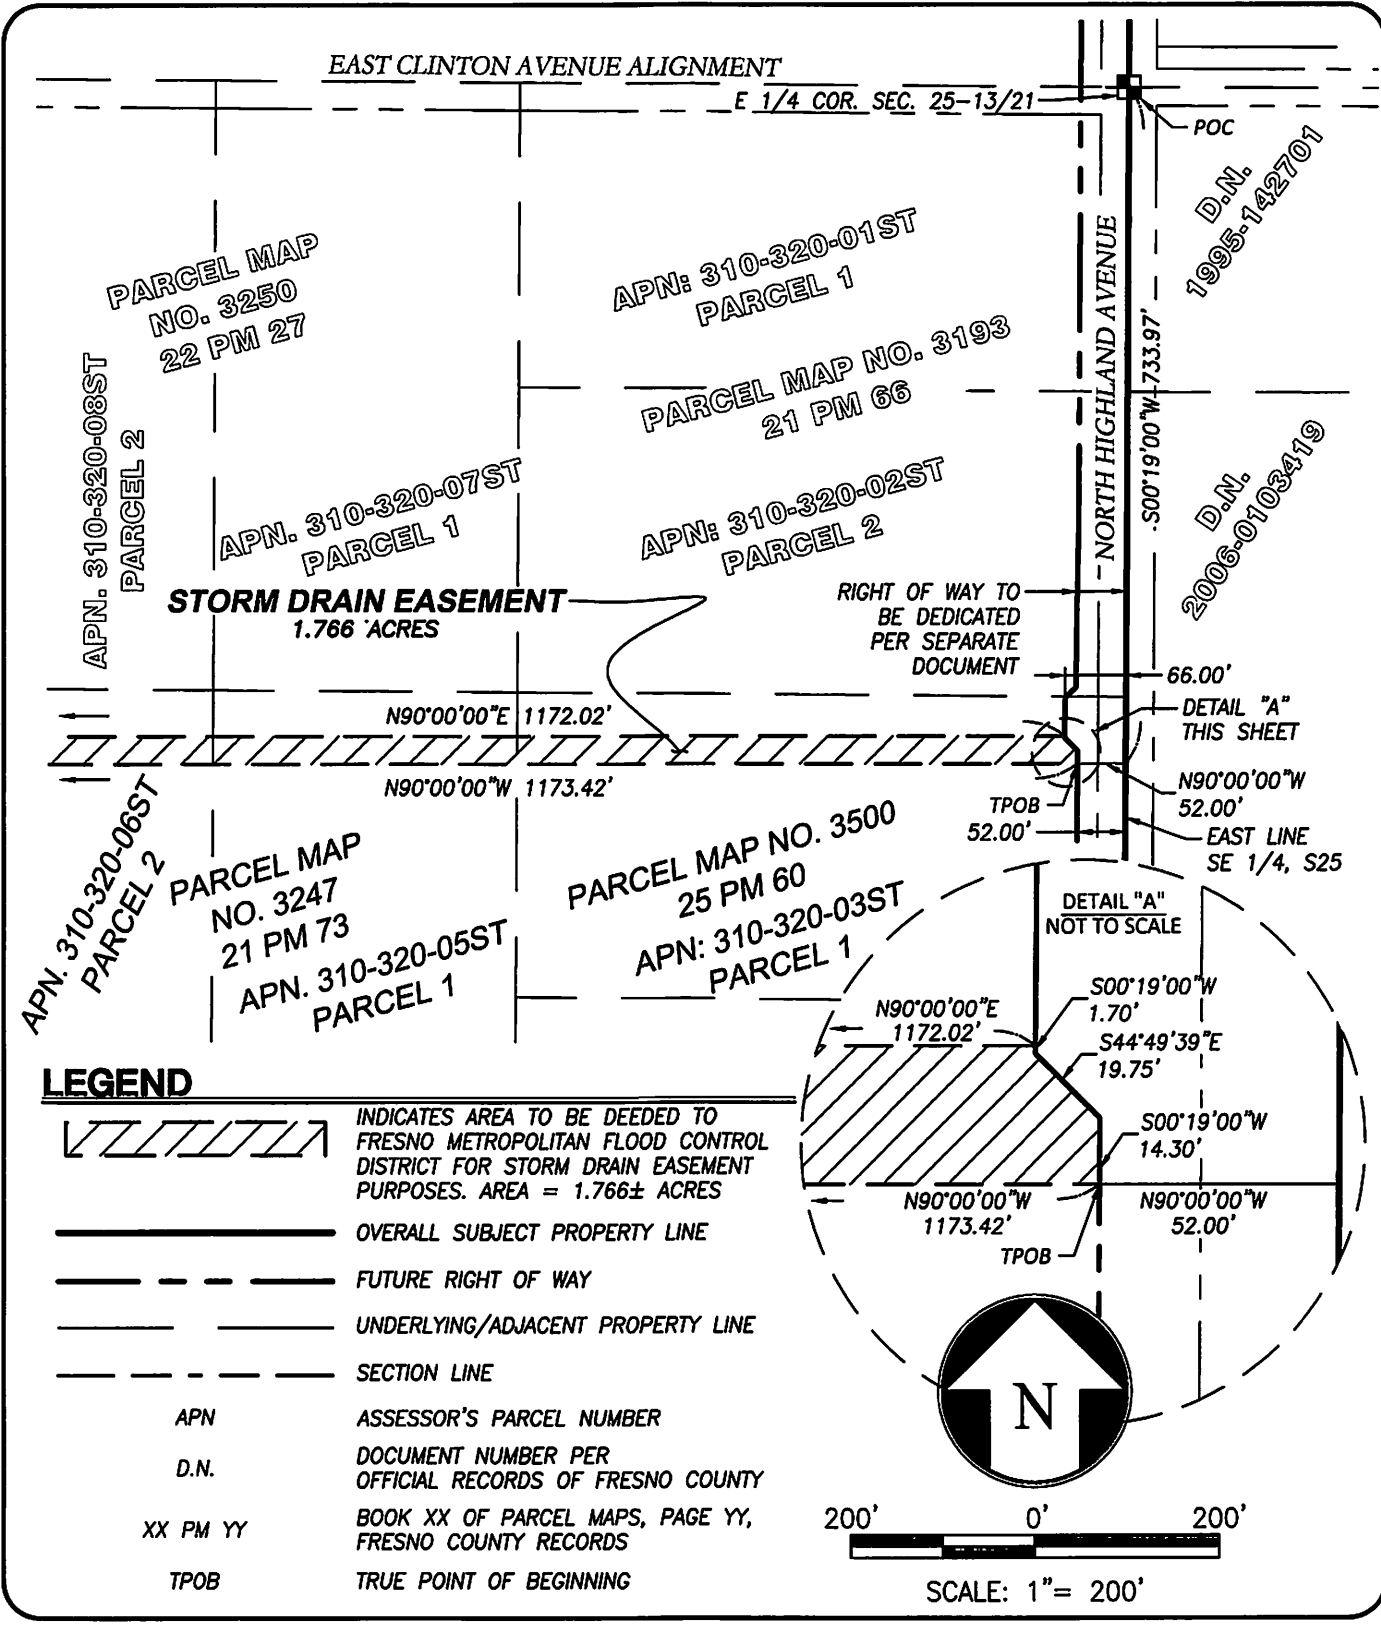 EAST CLINTON AVENUE ALIGNMENT
E 1/4 COR. SEC. 25-13/21
POC
D.N.
1995-142701
PARCEL MAP
NO. 3250
22 PM 27
APN: 310-320-01ST
PARCEL 1
PARCEL MAP NO. 3193
21 PM 66
NORTH HIGHLAND AVENUE
S00°19'00"W 733.97'
APN. 310-320-08ST
PARCEL 2
APN. 310-320-07ST
PARCEL 1
APN: 310-320-02ST
PARCEL 2
D.N.
2006-0103419
STORM DRAIN EASEMENT
1.766 ACRES
RIGHT OF WAY TO
BE DEDICATED
PER SEPARATE
DOCUMENT
66.00'
DETAIL "A"
THIS SHEET
N90°00'00"E 1172.02'
N90°00'00"W 1173.42'
N90°00'00"W
52.00'
TPOB
52.00'
EAST LINE
SE 1/4, S25
APN. 310-320-06ST
PARCEL 2
PARCEL MAP
NO. 3247
21 PM 73
APN. 310-320-05ST
PARCEL 1
PARCEL MAP NO. 3500
25 PM 60
APN: 310-320-03ST
PARCEL 1
DETAIL "A"
NOT TO SCALE
N90°00'00"E
1172.02'
S00°19'00"W
1.70'
S44°49'39"E
19.75'
S00°19'00"W
14.30'
N90°00'00"W
1173.42'
N90°00'00"W
52.00'
TPOB
LEGEND
INDICATES AREA TO BE DEEDED TO
FRESNO METROPOLITAN FLOOD CONTROL
DISTRICT FOR STORM DRAIN EASEMENT
PURPOSES. AREA = 1.766± ACRES
OVERALL SUBJECT PROPERTY LINE
FUTURE RIGHT OF WAY
UNDERLYING/ADJACENT PROPERTY LINE
SECTION LINE
APN ASSESSOR'S PARCEL NUMBER
D.N. DOCUMENT NUMBER PER
OFFICIAL RECORDS OF FRESNO COUNTY
XX PM YY BOOK XX OF PARCEL MAPS, PAGE YY,
FRESNO COUNTY RECORDS
TPOB TRUE POINT OF BEGINNING
N
200' 0' 200'
SCALE: 1"= 200'